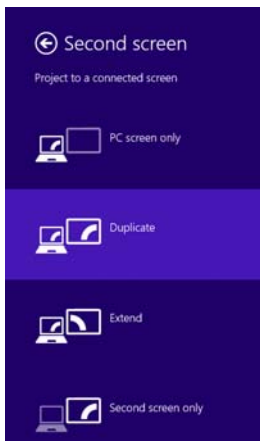 Second screen
Project to a connected screen
PC screen only
Duplicate
Extend
Second screen only